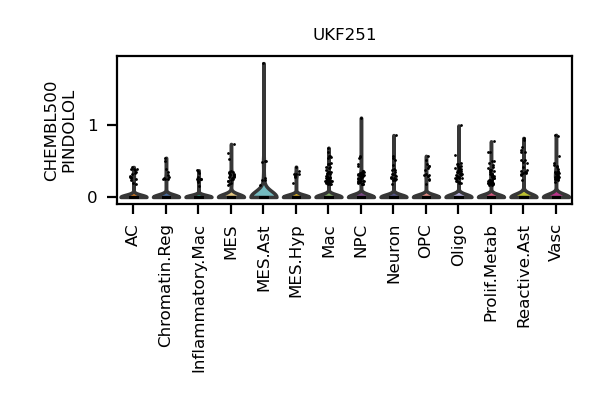 UKF251
CHEMBL500
PINDOLOL
1
0
AC
Chromatin.Reg
Inflammatory.Mac
MES
MES.Ast
MES.Hyp
Mac
NPC
Neuron
OPC
Oligo
Prolif.Metab
Reactive.Ast
Vasc